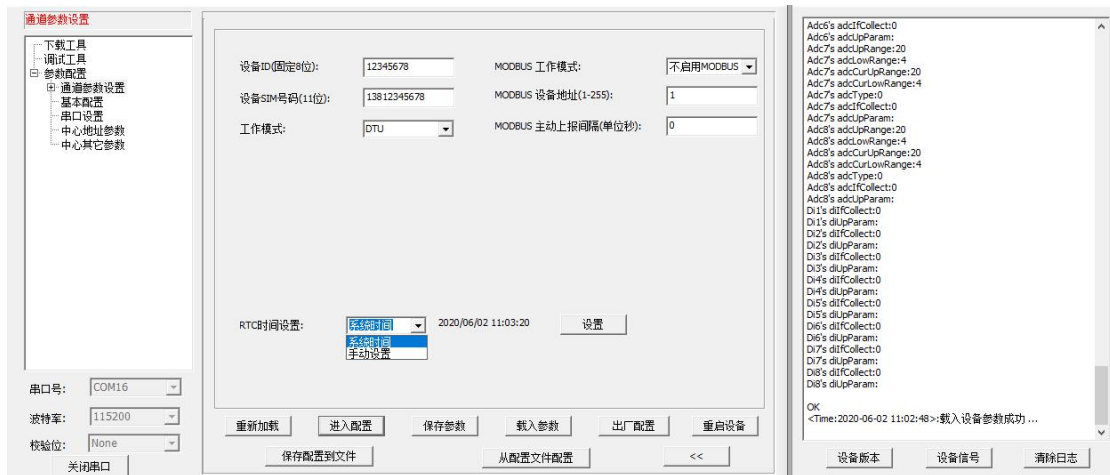 通道参数设置
下载工具
调试工具
参数配置
通道参数设置
基本配置
串口设置
中心地址参数
中心其它参数
串口号: COM16
波特率: 115200
校验位: None
关闭串口
设备ID(固定8位): 12345678 MODBUS 工作模式: 不启用MODBUS
设备SIM号码(11位): 13812345678 MODBUS 设备地址(1-255): 1
工作模式: DTU MODBUS 主动上报间隔(单位秒): 0
RTC时间设置: 系统时间 2020/06/02 11:03:20 设置
系统时间
手动设置
重新加载 进入配置 保存参数 载入参数 出厂配置 重启设备
保存配置到文件 从配置文件配置 <<
Adc6's adcIfCollect:0
Adc6's adcUpParam:
Adc7's adcUpRange:20
Adc7's adcLowRange:4
Adc7's adcCurUpRange:20
Adc7's adcCurLowRange:4
Adc7's adcType:0
Adc7's adcIfCollect:0
Adc7's adcUpParam:
Adc8's adcUpRange:20
Adc8's adcLowRange:4
Adc8's adcCurUpRange:20
Adc8's adcCurLowRange:4
Adc8's adcType:0
Adc8's adcIfCollect:0
Adc8's adcUpParam:
Di1's diIfCollect:0
Di1's diUpParam:
Di2's diIfCollect:0
Di2's diUpParam:
Di3's diIfCollect:0
Di3's diUpParam:
Di4's diIfCollect:0
Di4's diUpParam:
Di5's diIfCollect:0
Di5's diUpParam:
Di6's diIfCollect:0
Di6's diUpParam:
Di7's diIfCollect:0
Di7's diUpParam:
Di8's diIfCollect:0
Di8's diUpParam:
OK
<Time:2020-06-02 11:02:48>:载入设备参数成功 ...
设备版本 设备信号 清除日志